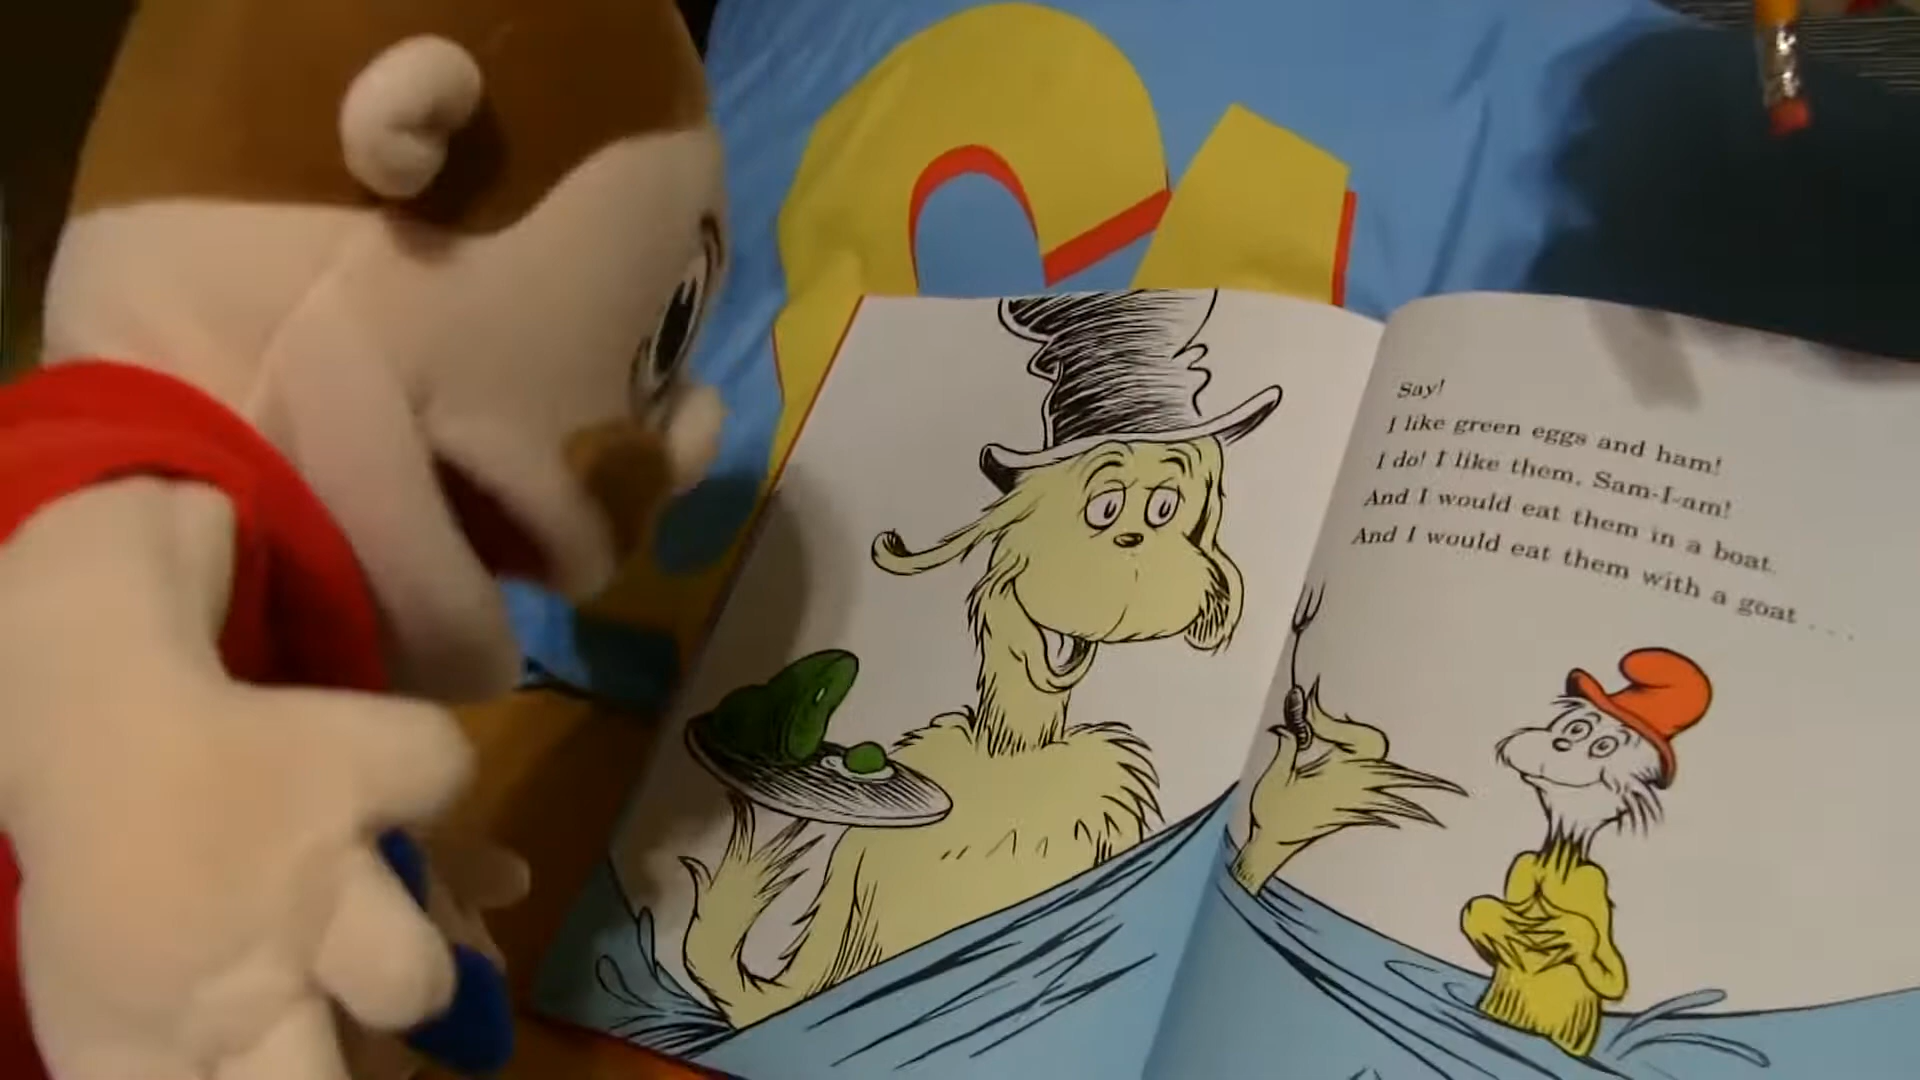 Say!
I like green eggs and ham!
I do! I like them, Sam-I-am!
And I would eat them in a boat.
And I would eat them with a goat . . .